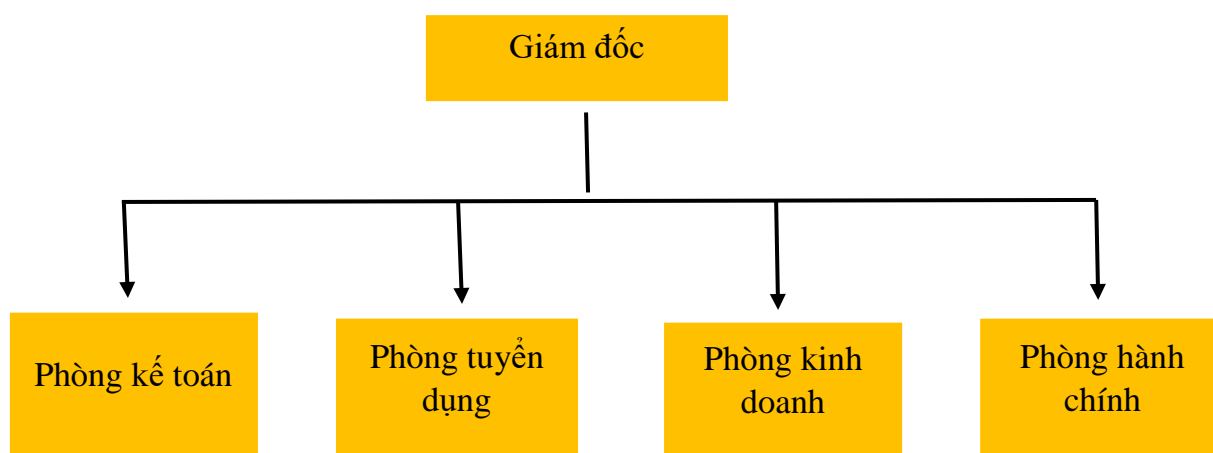 Giám đốc
Phòng kế toán
Phòng tuyển
dụng
Phòng kinh
doanh
Phòng hành
chính